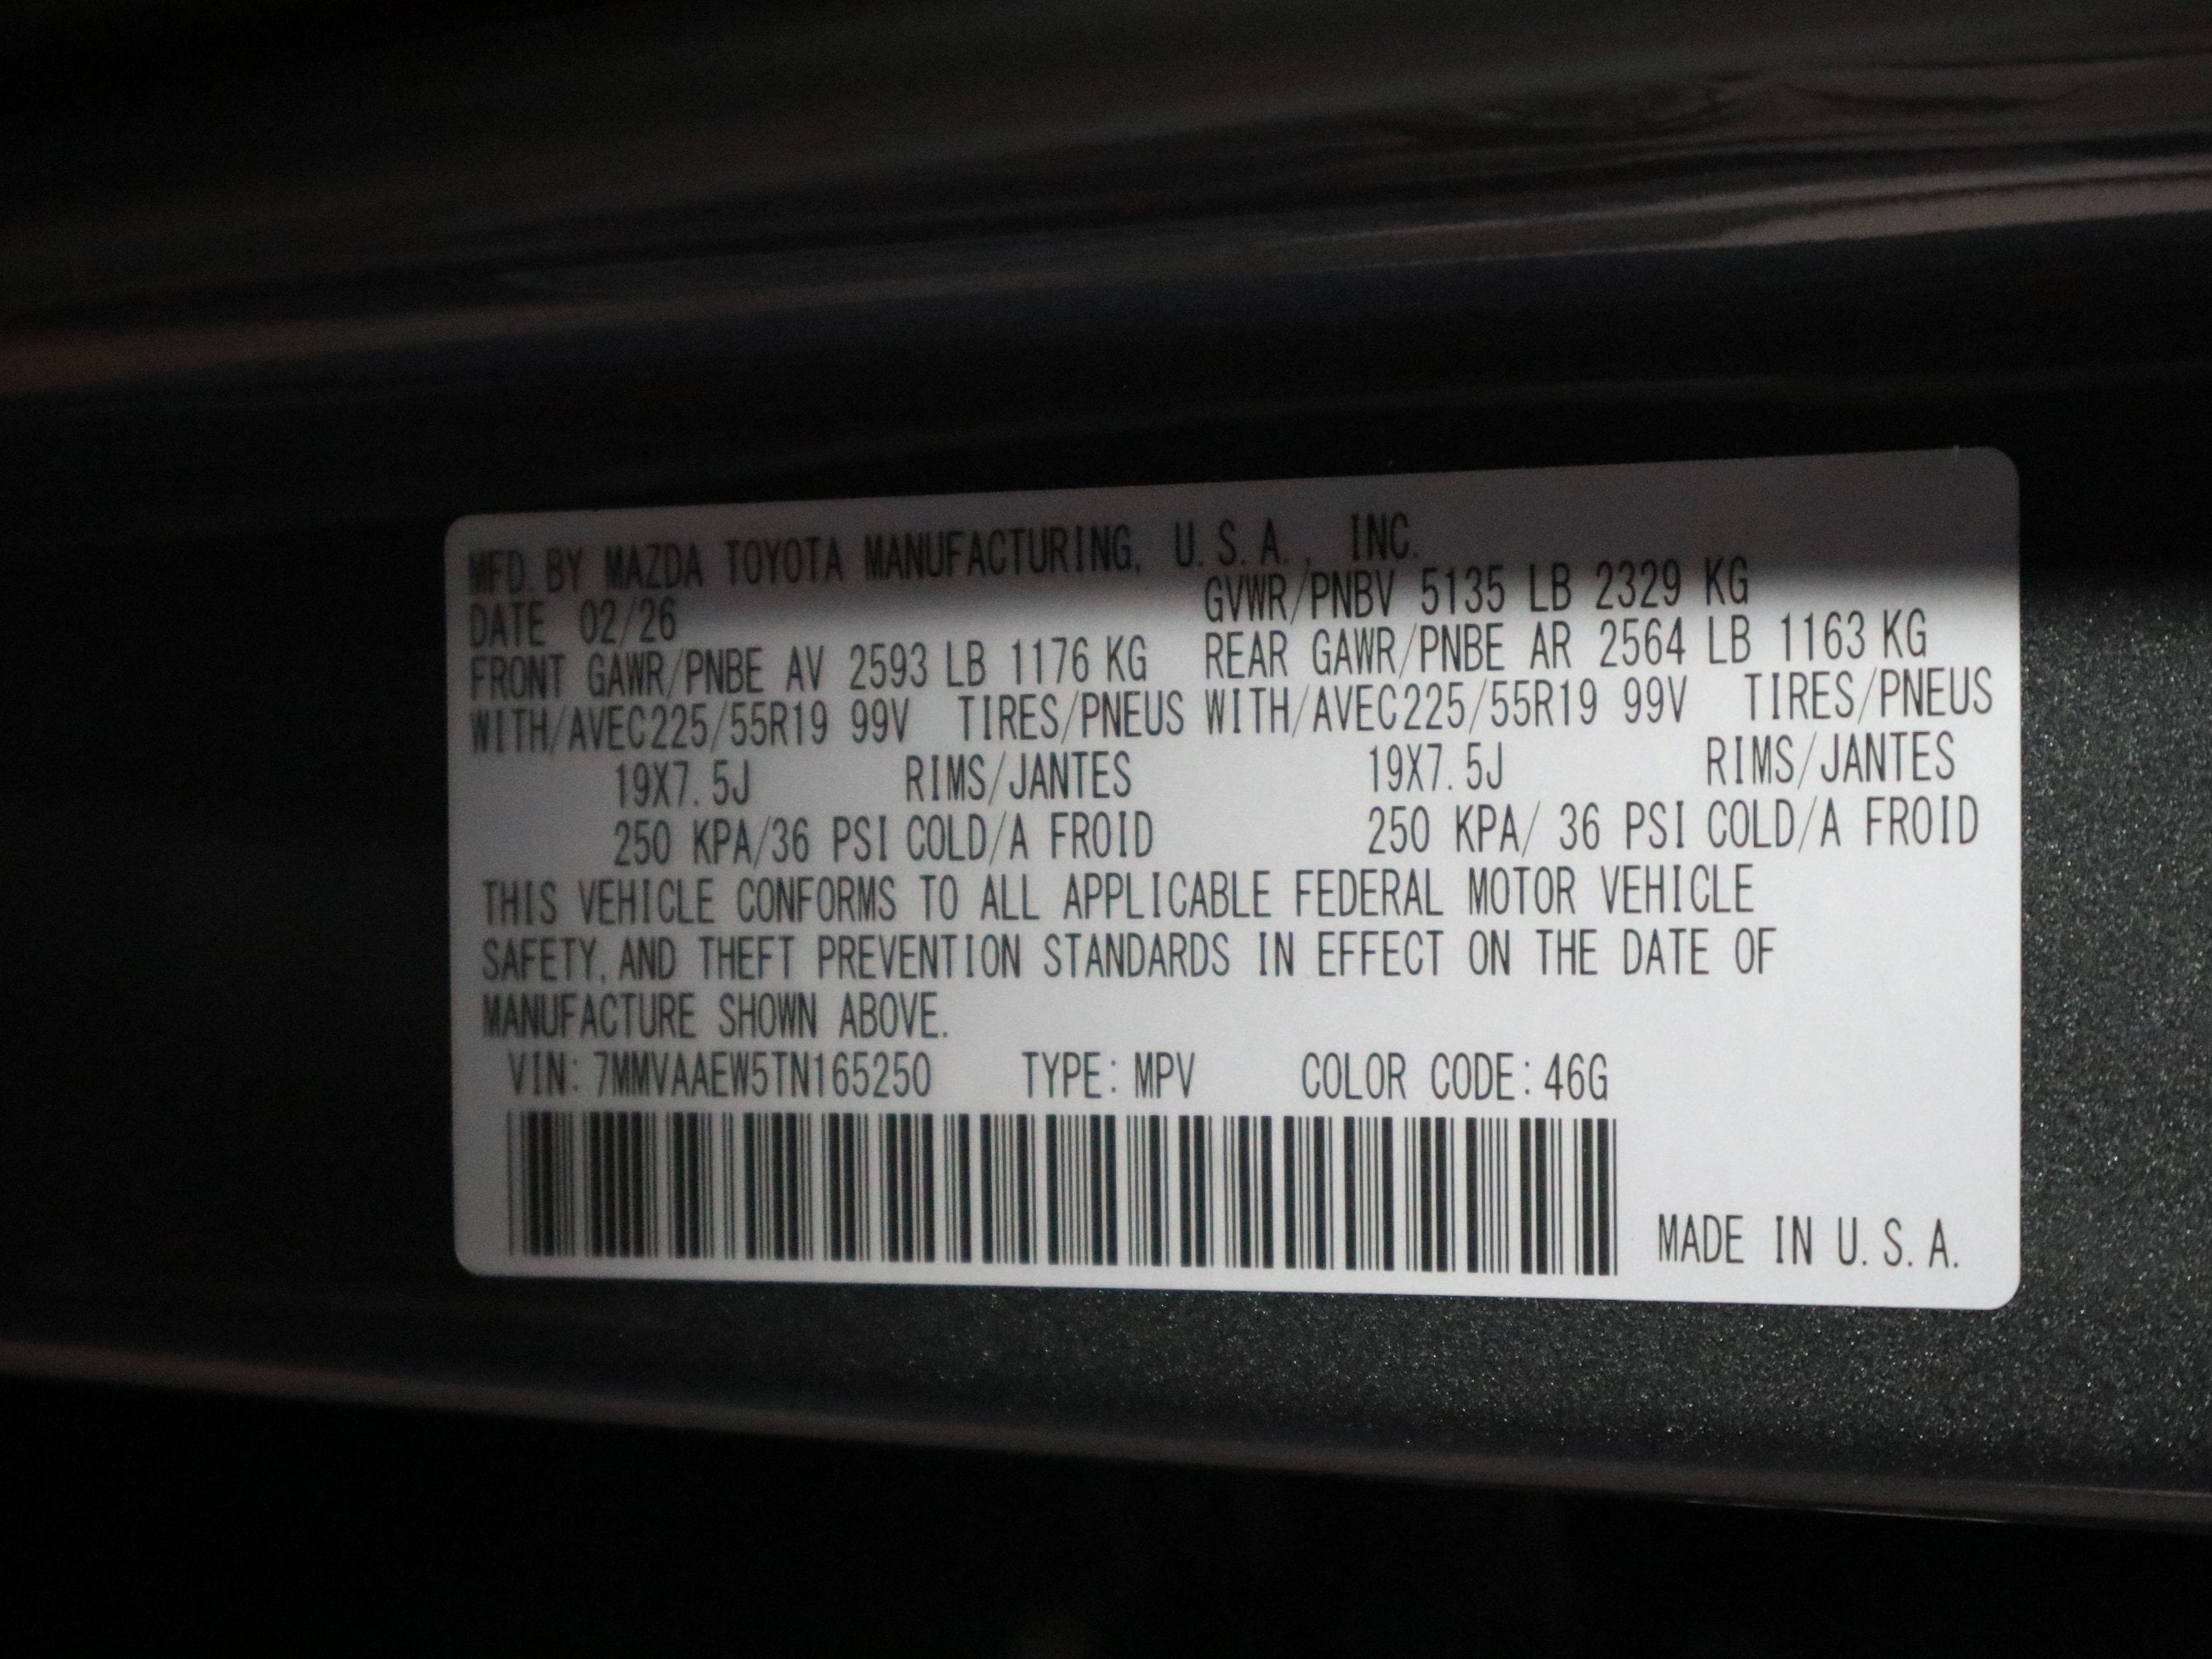 MFD. BY MAZDA TOYOTA MANUFACTURING, U.S.A., INC.
DATE 02/26 GVWR/PNBV 5135 LB 2329 KG
FRONT GAWR/PNBE AV 2593 LB 1176 KG REAR GAWR/PNBE AR 2564 LB 1163 KG
WITH/AVEC225/55R19 99V TIRES/PNEUS WITH/AVEC225/55R19 99V TIRES/PNEUS
19X7.5J RIMS/JANTES 19X7.5J RIMS/JANTES
250 KPA/36 PSI COLD/A FROID 250 KPA/ 36 PSI COLD/A FROID
THIS VEHICLE CONFORMS TO ALL APPLICABLE FEDERAL MOTOR VEHICLE
SAFETY, AND THEFT PREVENTION STANDARDS IN EFFECT ON THE DATE OF
MANUFACTURE SHOWN ABOVE.
VIN: 7MMVAAEW5TN165250 TYPE: MPV COLOR CODE: 46G
MADE IN U.S.A.